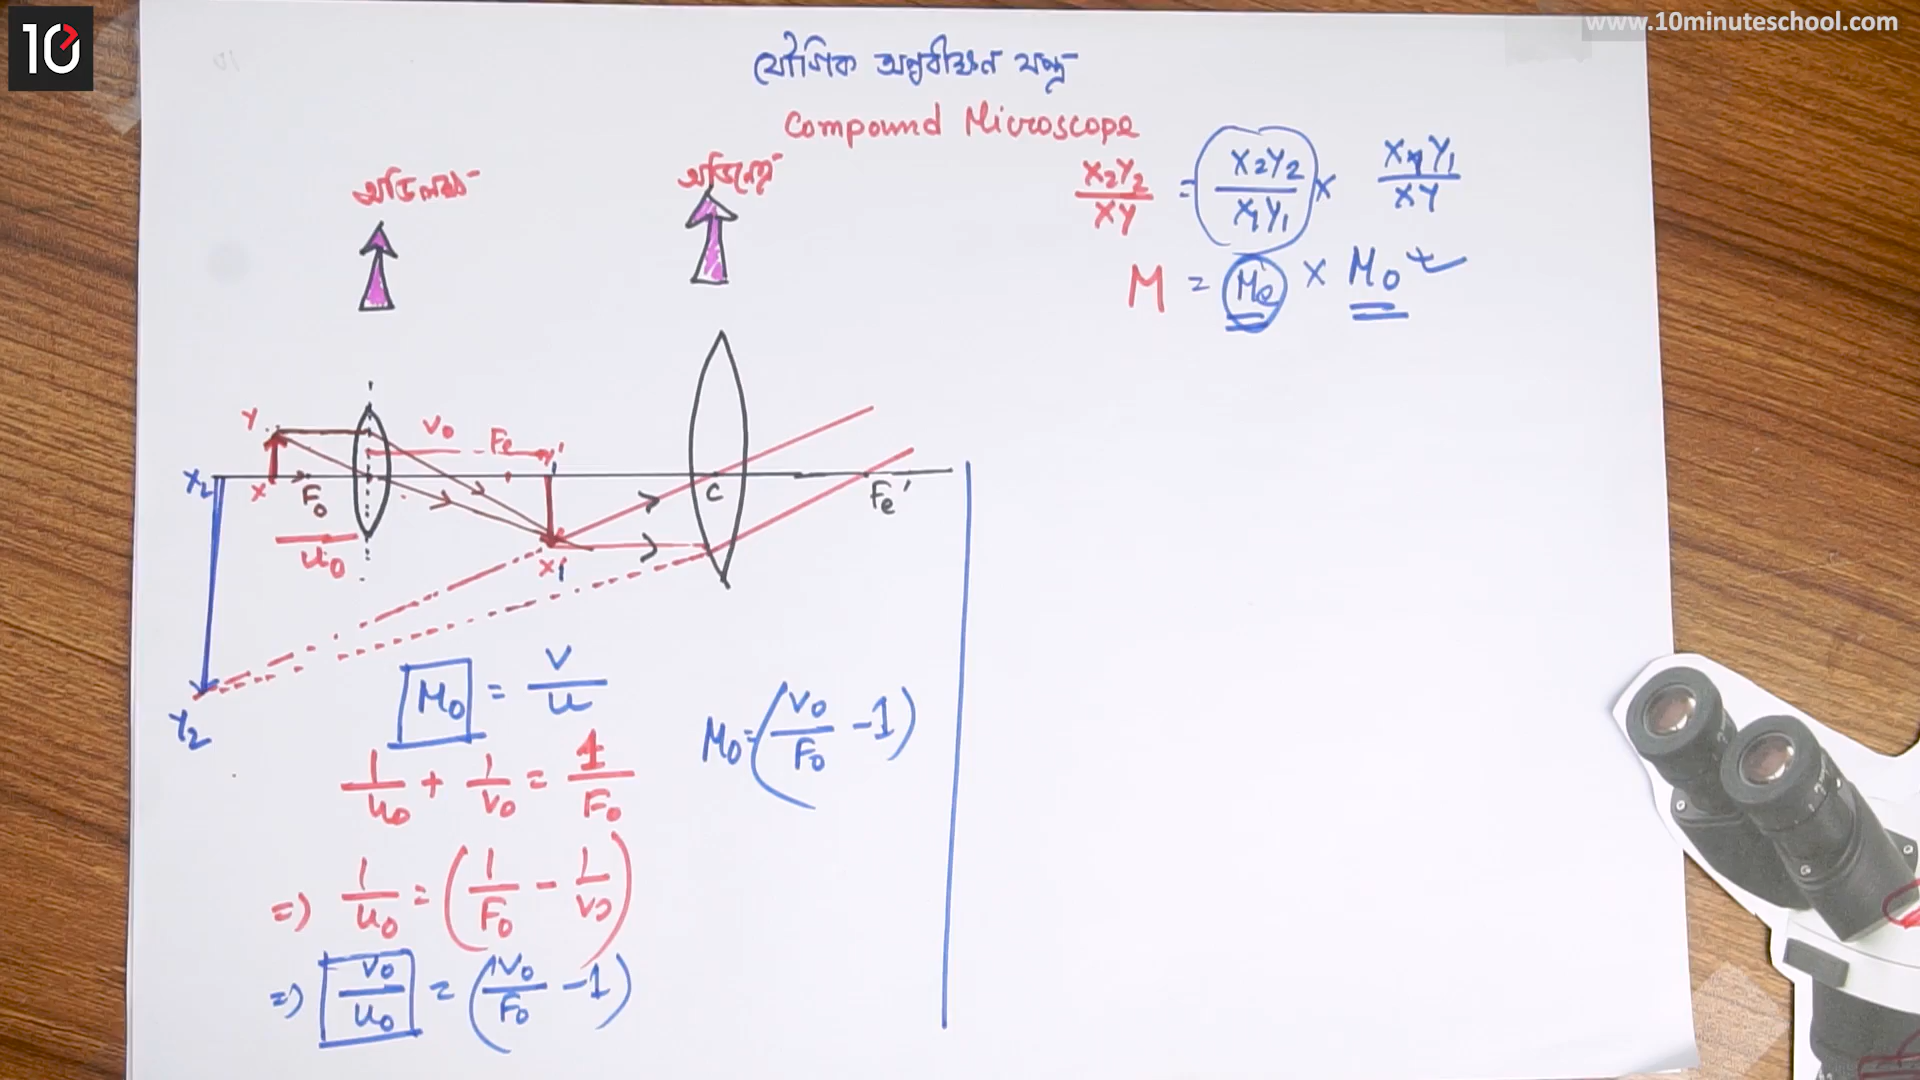 10
www.10minuteschool.com
যৌগিক অণুবীক্ষণ যন্ত্র
Compound Microscope
অভিলক্ষ্য
অভিনেত্র
X₂Y₂/XY = X₂Y₂/X₁Y₁ × X₁Y₁/XY
M = Me × Mo
Y
Vo
Fe
X₂
X
Fo
C
Fe'
uo
X₁
Y₂
Mo = V/u
Mo = (Vo/Fo - 1)
1/uo + 1/Vo = 1/Fo
=) 1/uo = (1/Fo - 1/Vo)
=) Vo/uo = (Vo/Fo - 1)